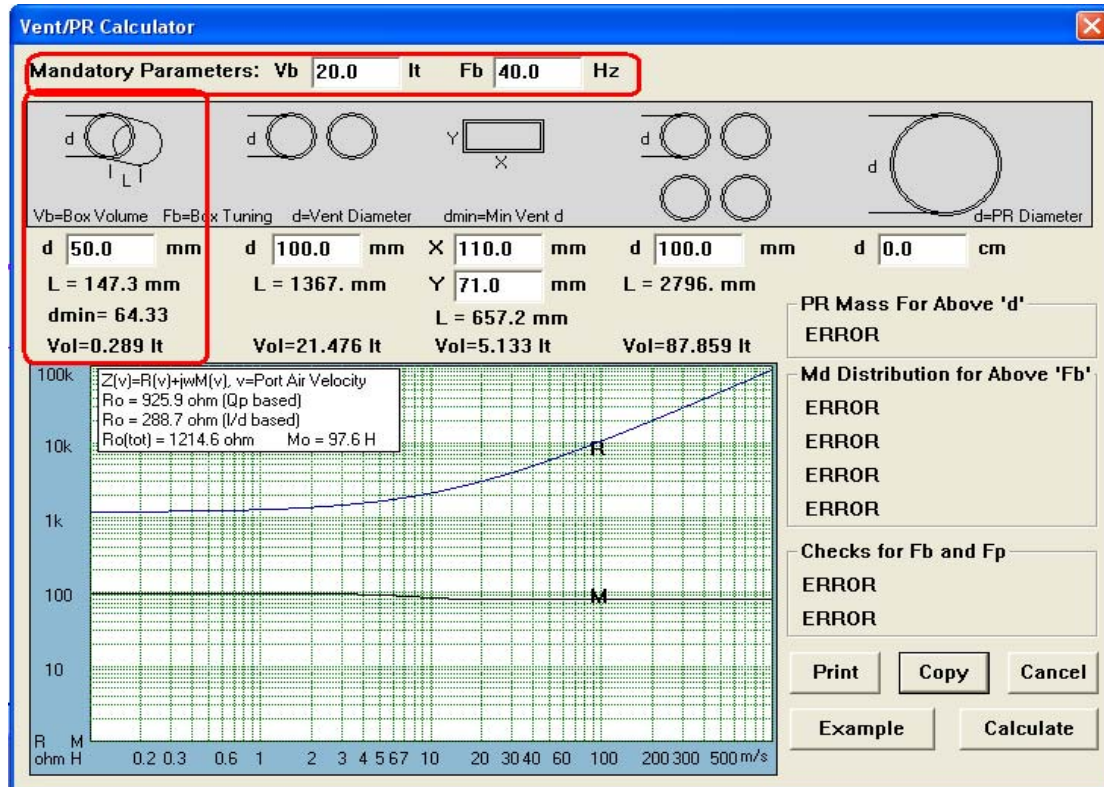 Vent/PR Calculator
Mandatory Parameters: Vb 20.0 lt Fb 40.0 Hz
d d Y d d
L X
Vb=Box Volume Fb=Box Tuning d=Vent Diameter dmin=Min Vent d d=PR Diameter
d 50.0 mm d 100.0 mm X 110.0 mm d 100.0 mm d 0.0 cm
L = 147.3 mm L = 1367. mm Y 71.0 mm L = 2796. mm
dmin= 64.33 L = 657.2 mm
Vol=0.289 lt Vol=21.476 lt Vol=5.133 lt Vol=87.859 lt
PR Mass For Above 'd'
ERROR
Md Distribution for Above 'Fb'
ERROR
ERROR
ERROR
ERROR
Checks for Fb and Fp
ERROR
ERROR
Print Copy Cancel
Example Calculate
Z(v)=R(v)+jwM(v), v=Port Air Velocity
Ro = 925.9 ohm (Qp based)
Ro = 288.7 ohm (l/d based)
Ro(tot) = 1214.6 ohm Mo = 97.6 H
100k
10k
1k
100
10
R
M
R M
ohm H 0.2 0.3 0.6 1 2 3 4 5 6 7 10 20 30 40 60 100 200 300 500 m/s